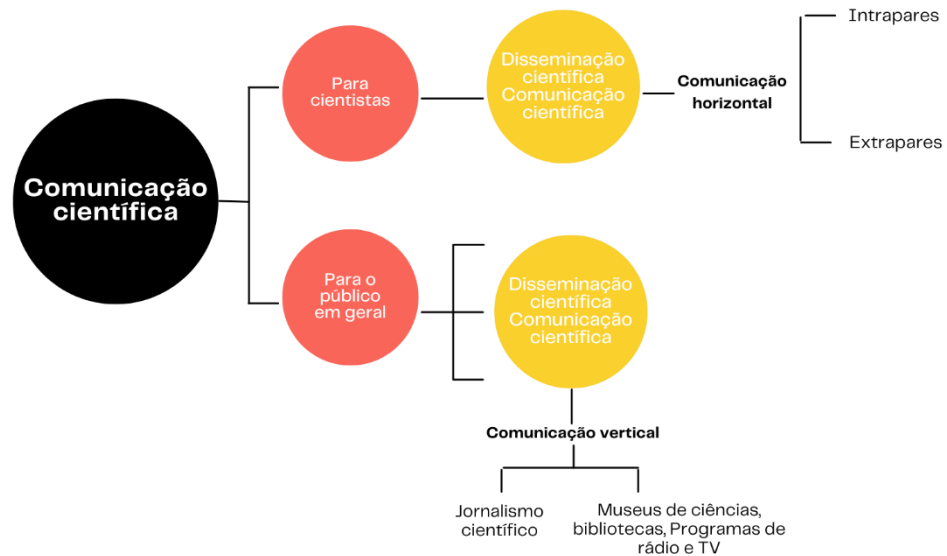 Comunicação
científica
Para
cientistas
Disseminação
científica
Comunicação
científica
Comunicação
horizontal
Intrapares
Extrapares
Para o
público
em geral
Disseminação
científica
Comunicação
científica
Comunicação vertical
Jornalismo
científico
Museus de ciências,
bibliotecas, Programas de
rádio e TV